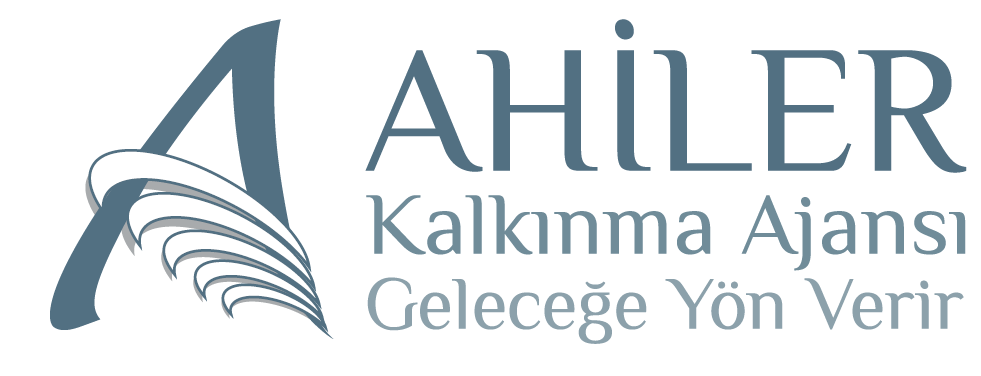 AHİLER
Kalkınma Ajansı
Geleceğe Yön Verir